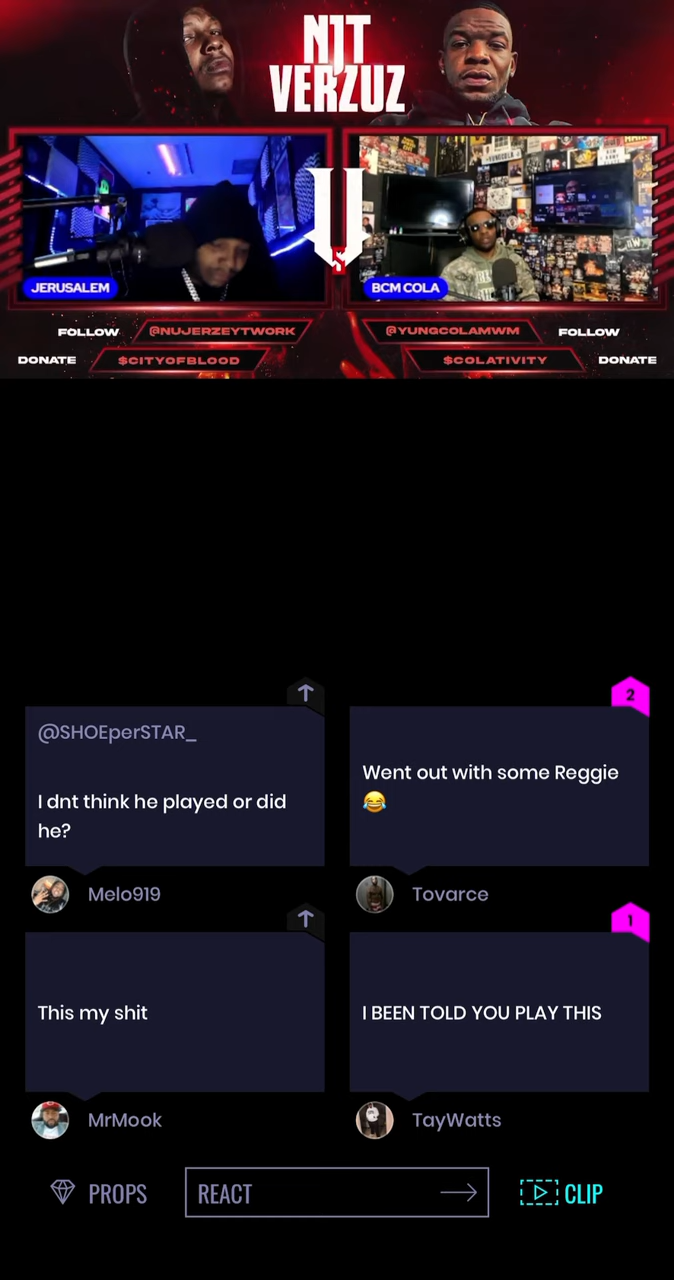 NJT
VERZUZ
V
S
JERUSALEM
BCM COLA
FOLLOW @NUJERZEYTWORK
@YUNGCOLAMWM FOLLOW
DONATE $CITYOFBLOOD
$COLATIVITY DONATE
@SHOEperSTAR_
I dnt think he played or did
he?
Melo919
2
Went out with some Reggie
😂
Tovarce
This my shit
MrMook
1
I BEEN TOLD YOU PLAY THIS
TayWatts
PROPS
REACT
CLIP